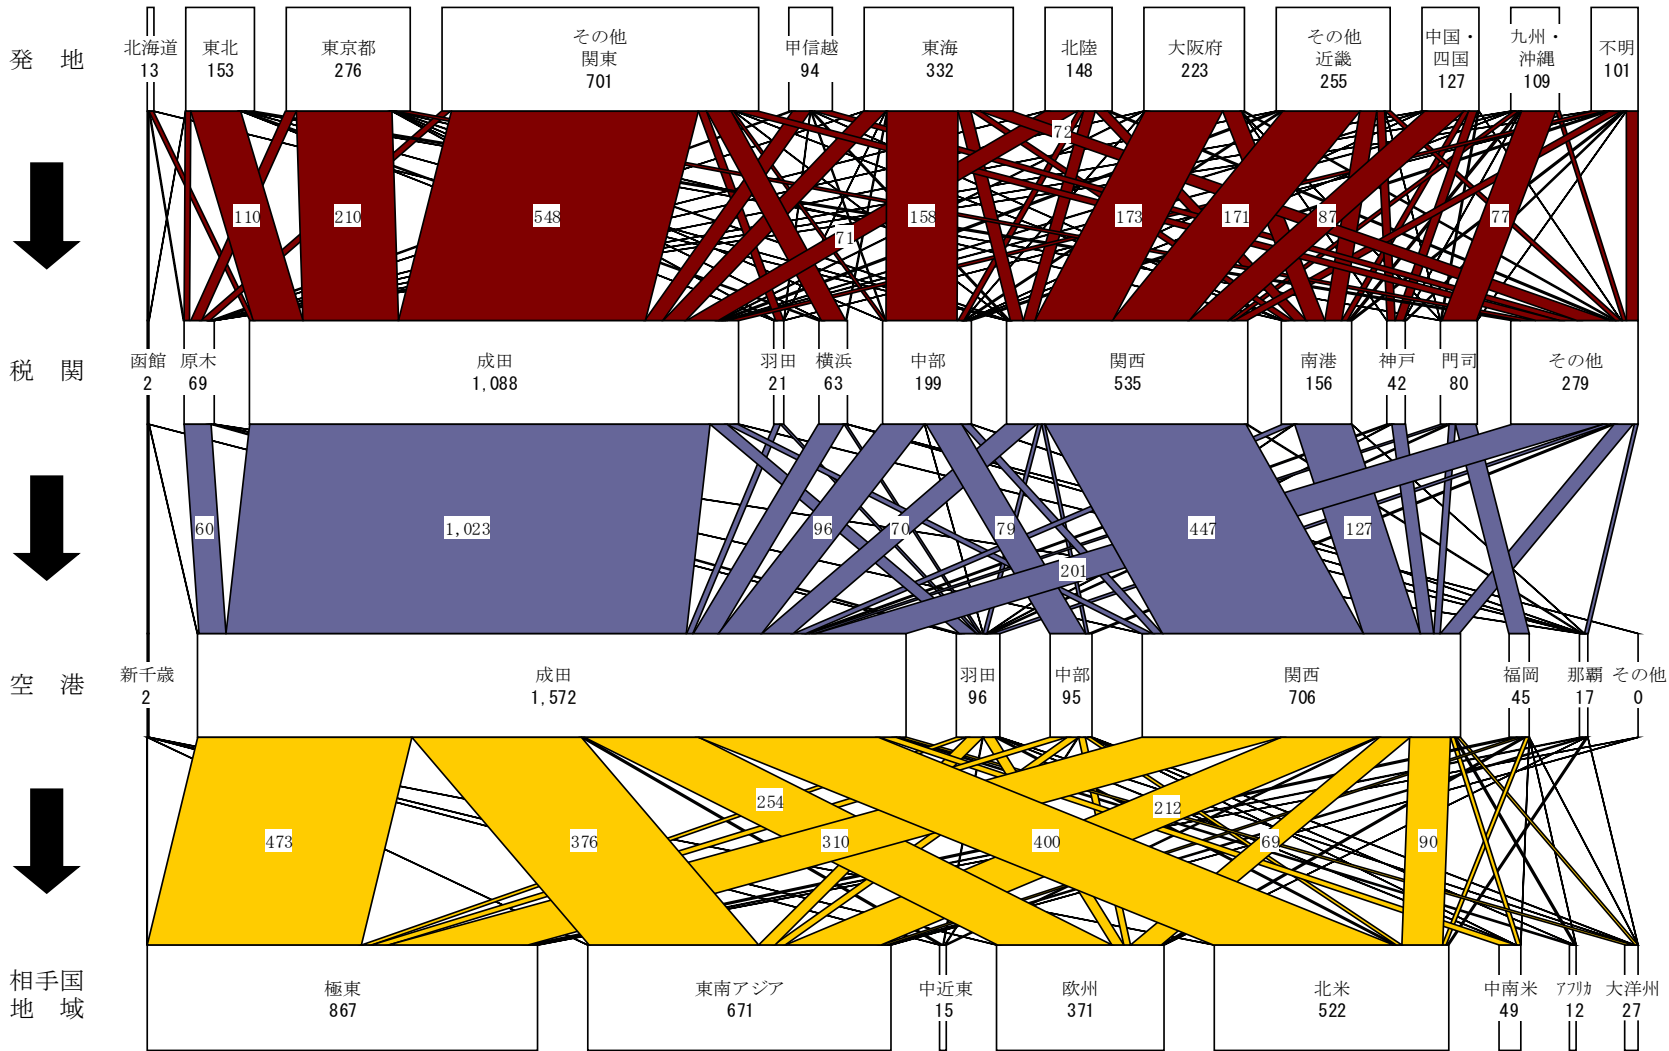 発　地
北海道
13
東北
153
東京都
276
その他
関東
701
甲信越
94
東海
332
北陸
148
大阪府
223
その他
近畿
255
中国・
四国
127
九州・
沖縄
109
不明
101
72
110
210
548
71
158
173
171
87
77
税　関
函館
2
原木
69
成田
1,088
羽田
21
横浜
63
中部
199
関西
535
南港
156
神戸
42
門司
80
その他
279
60
1,023
96
70
79
201
447
127
空　港
新千歳
2
成田
1,572
羽田
96
中部
95
関西
706
福岡
45
那覇
17
その他
0
473
376
254
310
400
212
69
90
相手国
地　域
極東
867
東南アジア
671
中近東
15
欧州
371
北米
522
中南米
49
アフリカ
12
大洋州
27